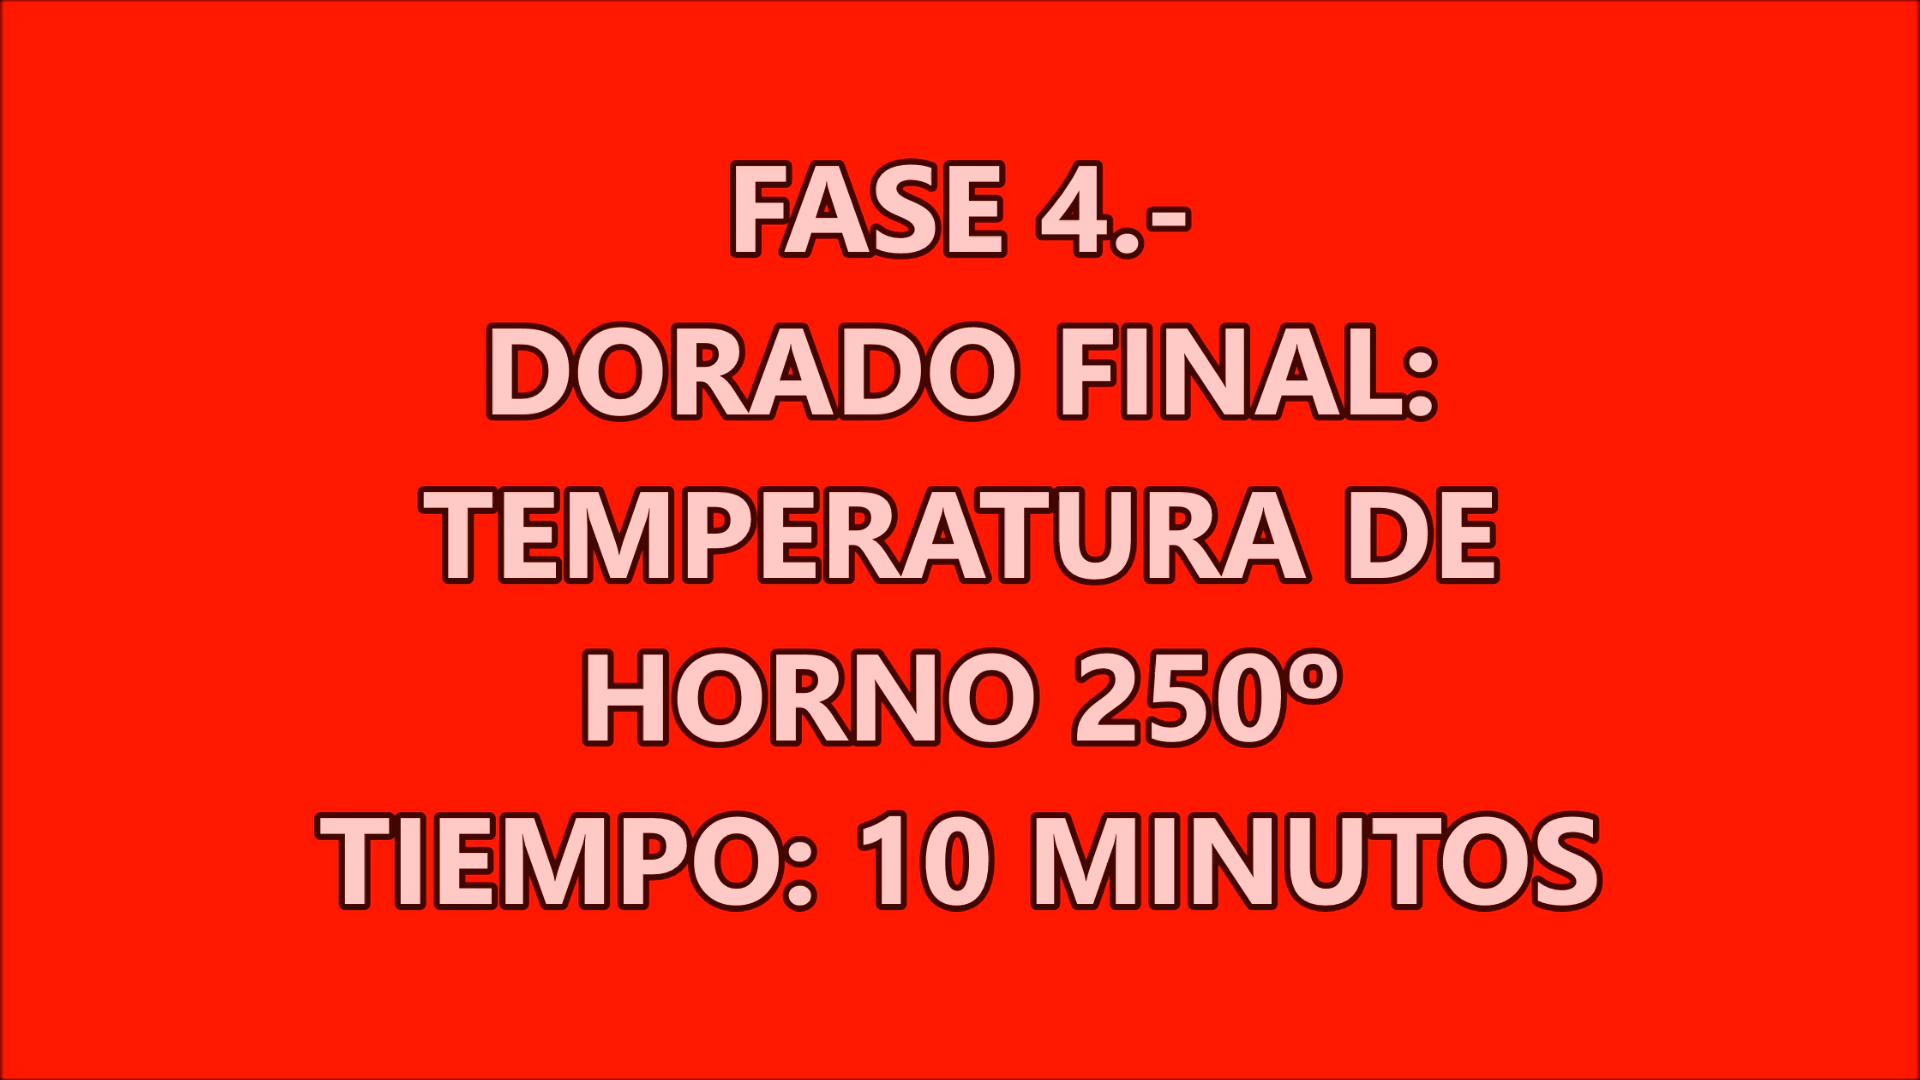 FASE 4.-
DORADO FINAL:
TEMPERATURA DE
HORNO 250º
TIEMPO: 10 MINUTOS